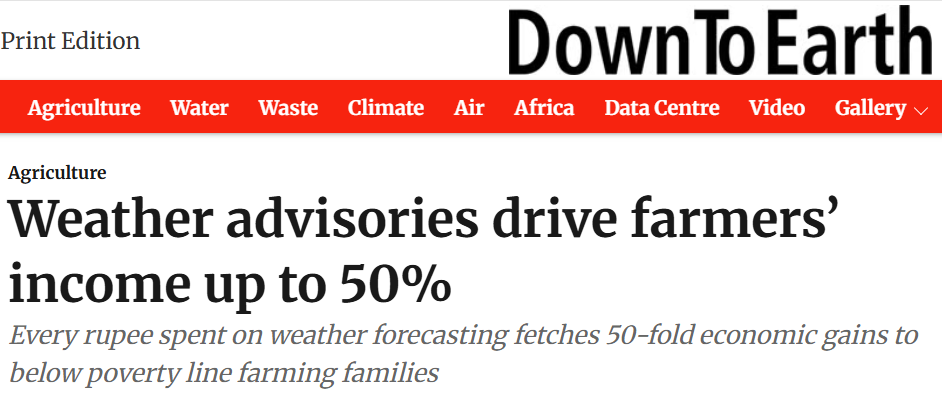 Print Edition
DownToEarth
Agriculture Water Waste Climate Air Africa Data Centre Video Gallery
Agriculture
Weather advisories drive farmers’
income up to 50%
Every rupee spent on weather forecasting fetches 50-fold economic gains to
below poverty line farming families